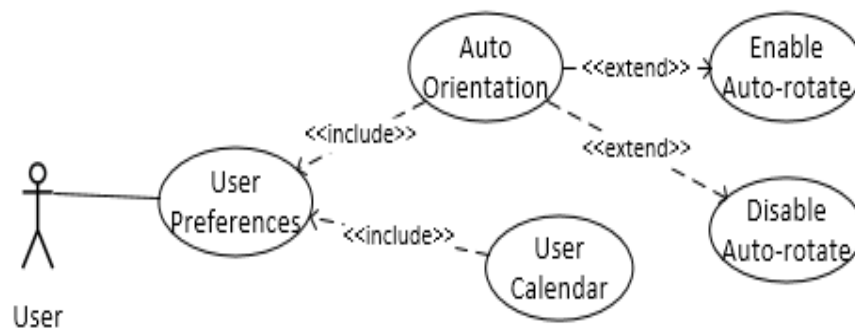 Auto
Orientation
<<extend>>
Enable
Auto-rotate
<<include>>
<<extend>>
User
Preferences
Disable
Auto-rotate
<<include>>
User
Calendar
User